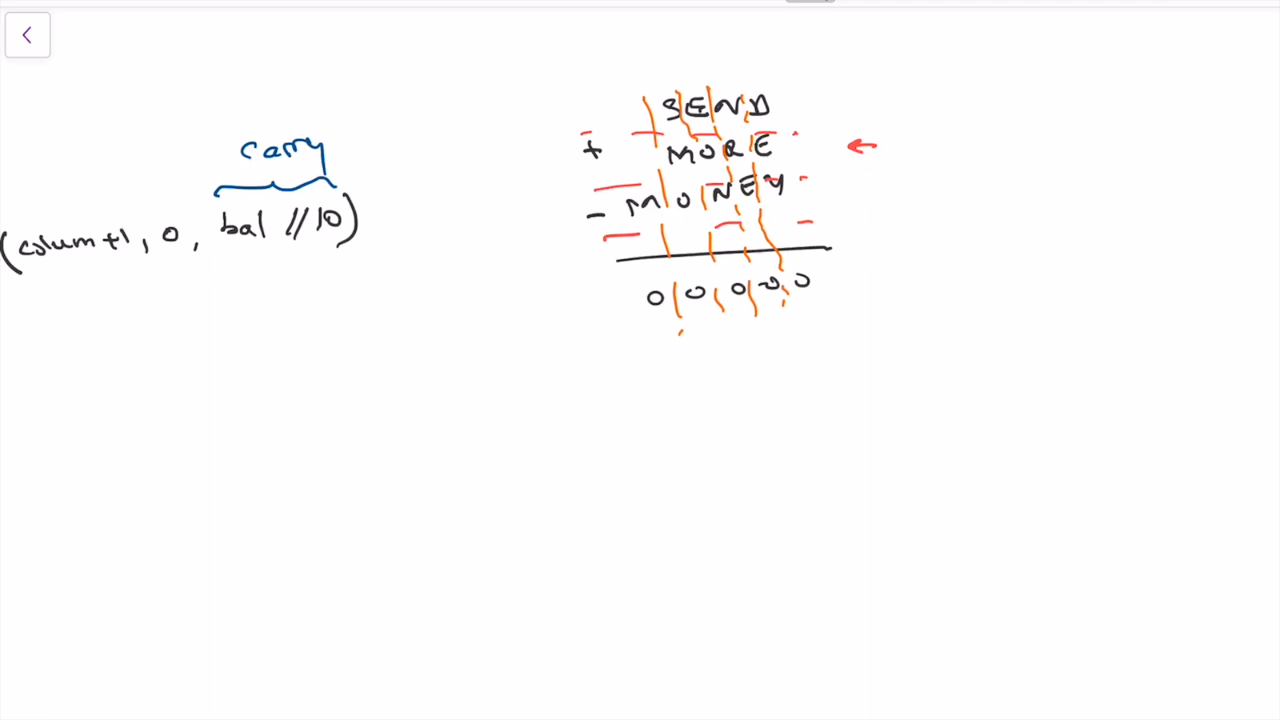 carry
(column+1, 0, bal //10)
SEND
+ MORE
- MONEY
0 0 0 0 0